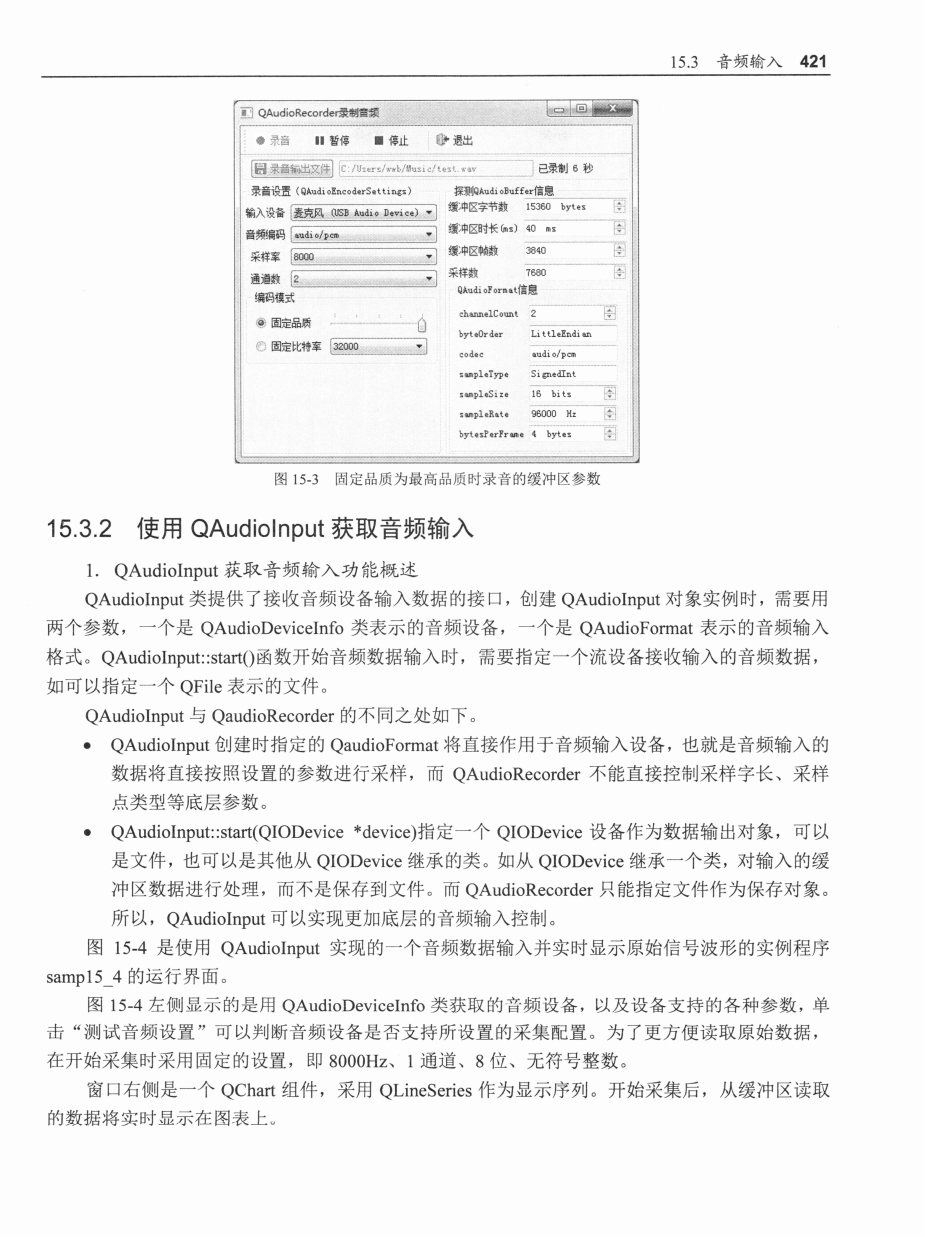 15.3 音频输入 421
QAudioRecorder录制音频
录音 暂停 停止 退出
录音输出文件 C:/Users/wwb/Music/test.wav 已录制 6 秒
录音设置 (QAudioEncoderSettings)
输入设备 麦克风 (USB Audio Device)
音频编码 audio/pcm
采样率 8000
通道数 2
编码模式
固定品质
固定比特率 32000
探测QAudioBuffer信息
缓冲区字节数 15360 bytes
缓冲区时长(ms) 40 ms
缓冲区帧数 3840
采样数 7680
QAudioFormat信息
channelCount 2
byteOrder LittleEndian
codec audio/pcm
sampleType SignedInt
sampleSize 16 bits
sampleRate 96000 Hz
bytesPerFrame 4 bytes
图 15-3 固定品质为最高品质时录音的缓冲区参数
15.3.2 使用 QAudioInput 获取音频输入
1. QAudioInput 获取音频输入功能概述
QAudioInput 类提供了接收音频设备输入数据的接口，创建 QAudioInput 对象实例时，需要用
两个参数，一个是 QAudioDeviceInfo 类表示的音频设备，一个是 QAudioFormat 表示的音频输入
格式。QAudioInput::start()函数开始音频数据输入时，需要指定一个流设备接收输入的音频数据，
如可以指定一个 QFile 表示的文件。
QAudioInput 与 QaudioRecorder 的不同之处如下。
• QAudioInput 创建时指定的 QaudioFormat 将直接作用于音频输入设备，也就是音频输入的
数据将直接按照设置的参数进行采样，而 QAudioRecorder 不能直接控制采样字长、采样
点类型等底层参数。
• QAudioInput::start(QIODevice *device)指定一个 QIODevice 设备作为数据输出对象，可以
是文件，也可以是其他从 QIODevice 继承的类。如从 QIODevice 继承一个类，对输入的缓
冲区数据进行处理，而不是保存到文件。而 QAudioRecorder 只能指定文件作为保存对象。
所以，QAudioInput 可以实现更加底层的音频输入控制。
图 15-4 是使用 QAudioInput 实现的一个音频数据输入并实时显示原始信号波形的实例程序
samp15_4 的运行界面。
图 15-4 左侧显示的是用 QAudioDeviceInfo 类获取的音频设备，以及设备支持的各种参数，单
击“测试音频设置”可以判断音频设备是否支持所设置的采集配置。为了更方便读取原始数据，
在开始采集时采用固定的设置，即 8000Hz、1 通道、8 位、无符号整数。
窗口右侧是一个 QChart 组件，采用 QLineSeries 作为显示序列。开始采集后，从缓冲区读取
的数据将实时显示在图表上。